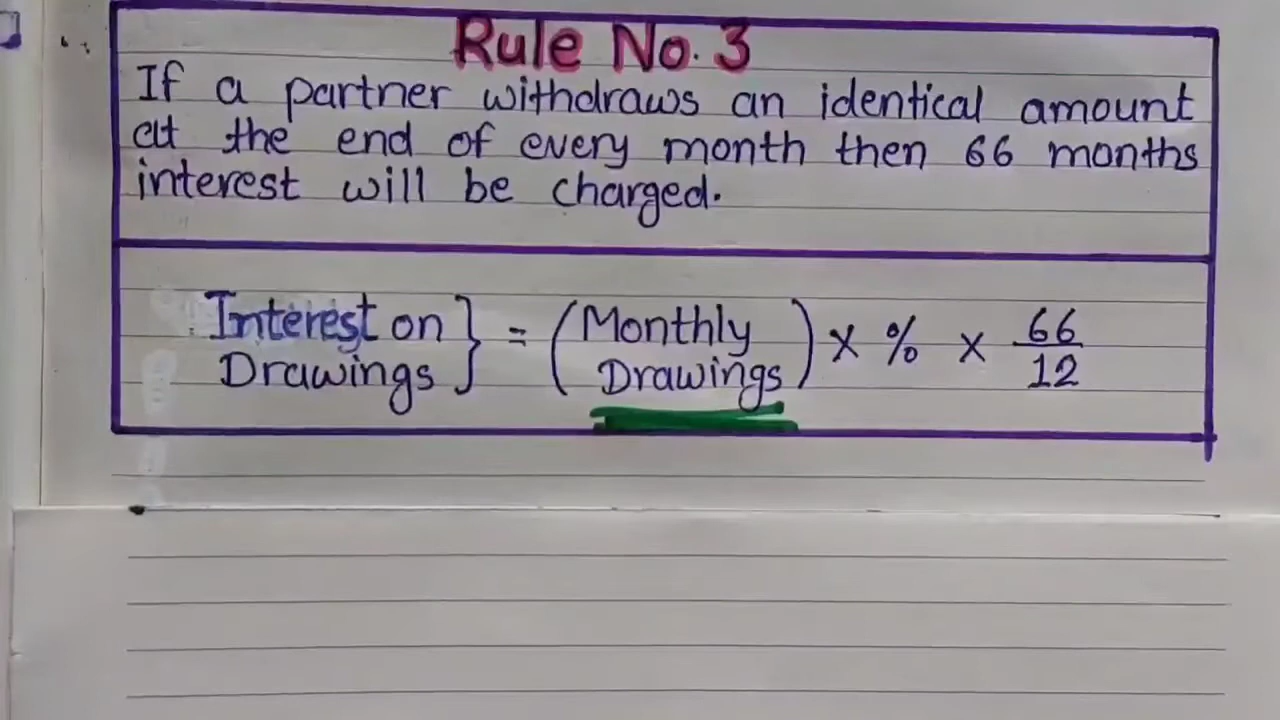 Rule No. 3
If a partner withdraws an identical amount
at the end of every month then 66 months
interest will be charged.
Interest on } = ( Monthly ) × % × 66
Drawings Drawings 12